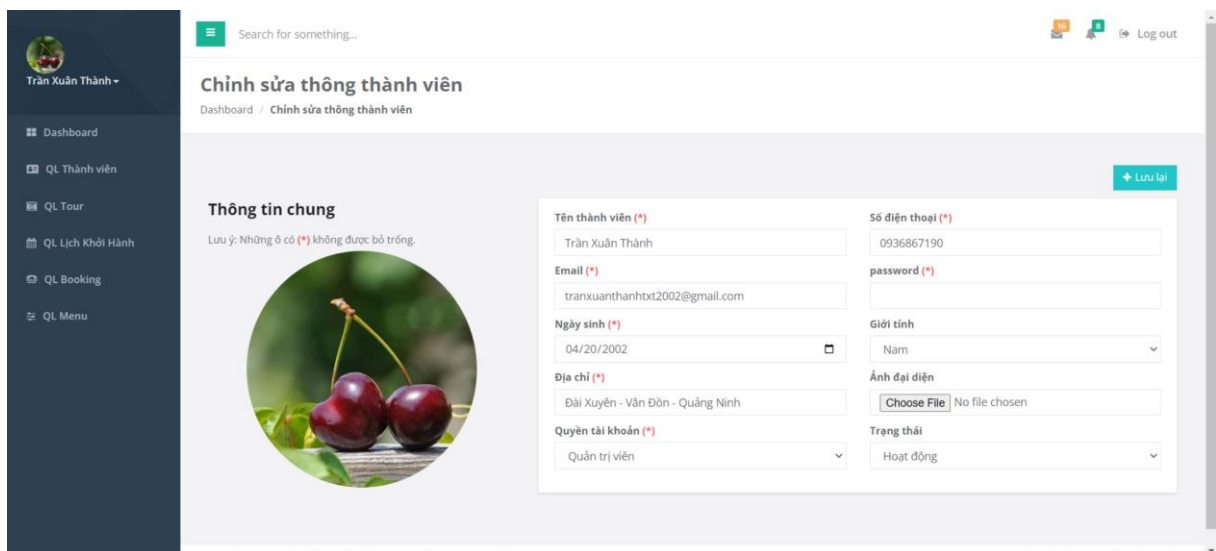 16
8
Search for something...
Log out
Trần Xuân Thành
Chỉnh sửa thông thành viên
Dashboard / Chỉnh sửa thông thành viên
Dashboard
QL Thành viên
QL Tour
QL Lịch Khởi Hành
QL Booking
QL Menu
+ Lưu lại
Thông tin chung
Lưu ý: Những ô có (*) không được bỏ trống.
Tên thành viên (*)
Trần Xuân Thành
Số điện thoại (*)
0936867190
Email (*)
tranxuanthanhtxt2002@gmail.com
password (*)
Ngày sinh (*)
04/20/2002
Giới tính
Nam
Địa chỉ (*)
Đài Xuyên - Vân Đồn - Quảng Ninh
Ảnh đại diện
Choose File No file chosen
Quyền tài khoản (*)
Quản trị viên
Trạng thái
Hoạt động